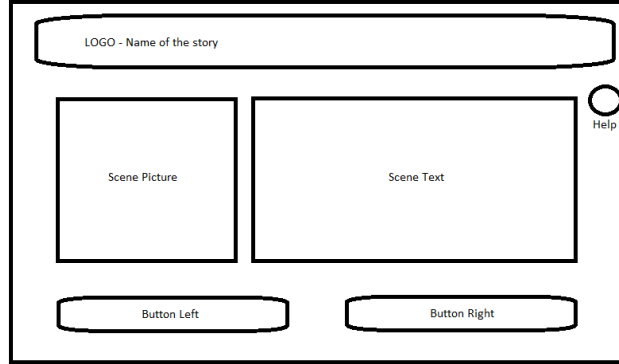 LOGO - Name of the story
Help
Scene Picture
Scene Text
Button Left
Button Right